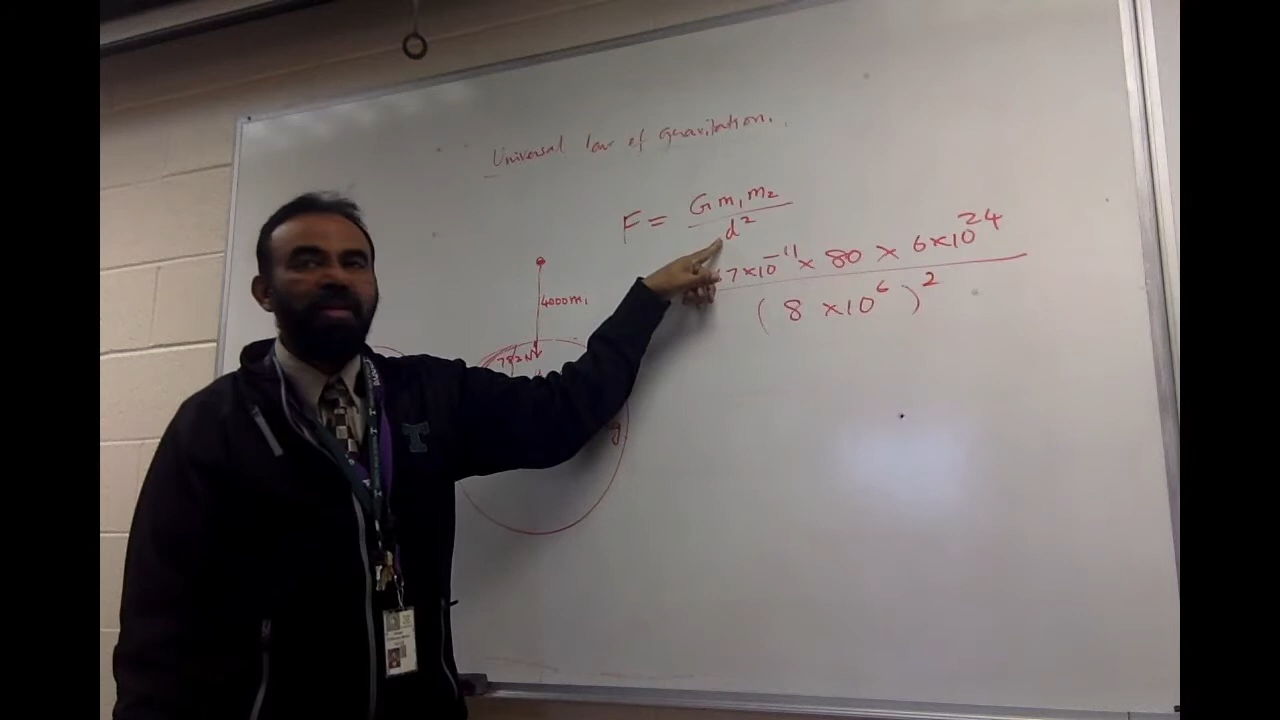 Universal law of gravitation.
F = Gm₁m₂
d²
7×10⁻¹¹ × 80 × 6×10²⁴
( 8 ×10⁶ )²
4000m
782N
g
T